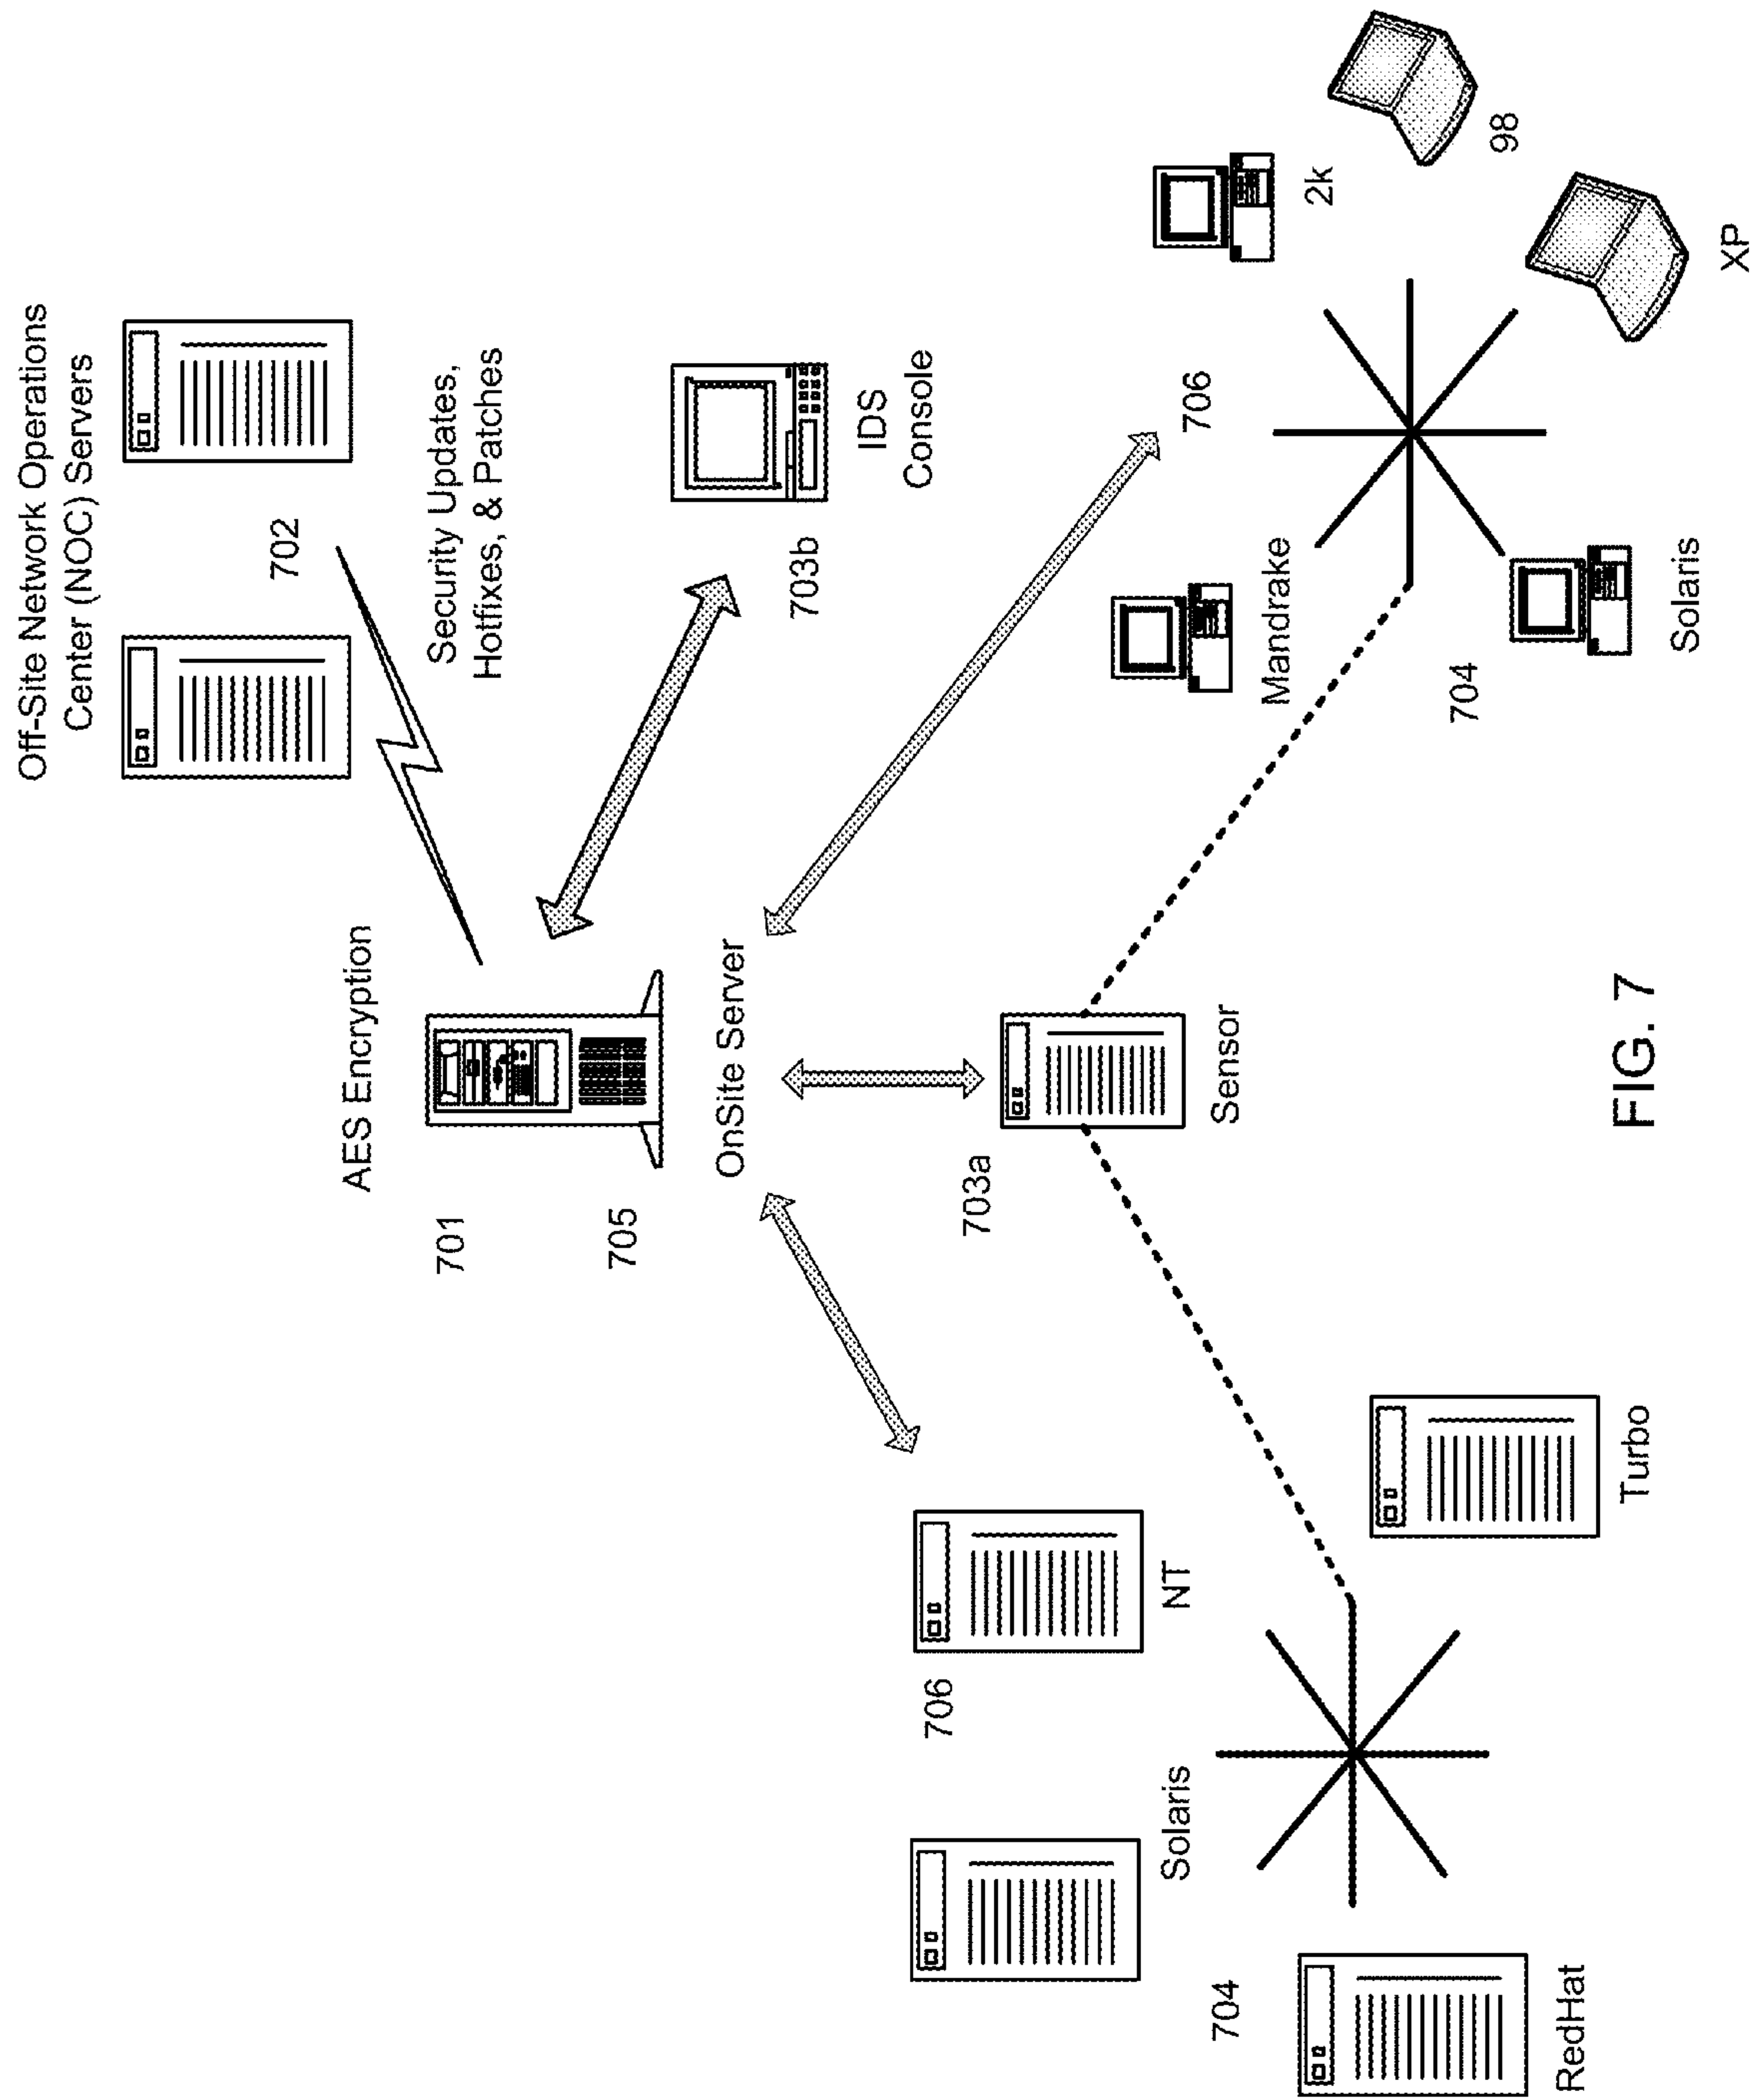 Off-Site Network Operations
Center (NOC) Servers
702
AES Encryption
Security Updates,
Hotfixes, & Patches
701
705
OnSite Server
703b
IDS
Console
706
NT
703a
Sensor
706
Mandrake
2k
98
Solaris
704
RedHat
Turbo
704
Solaris
XP
FIG. 7